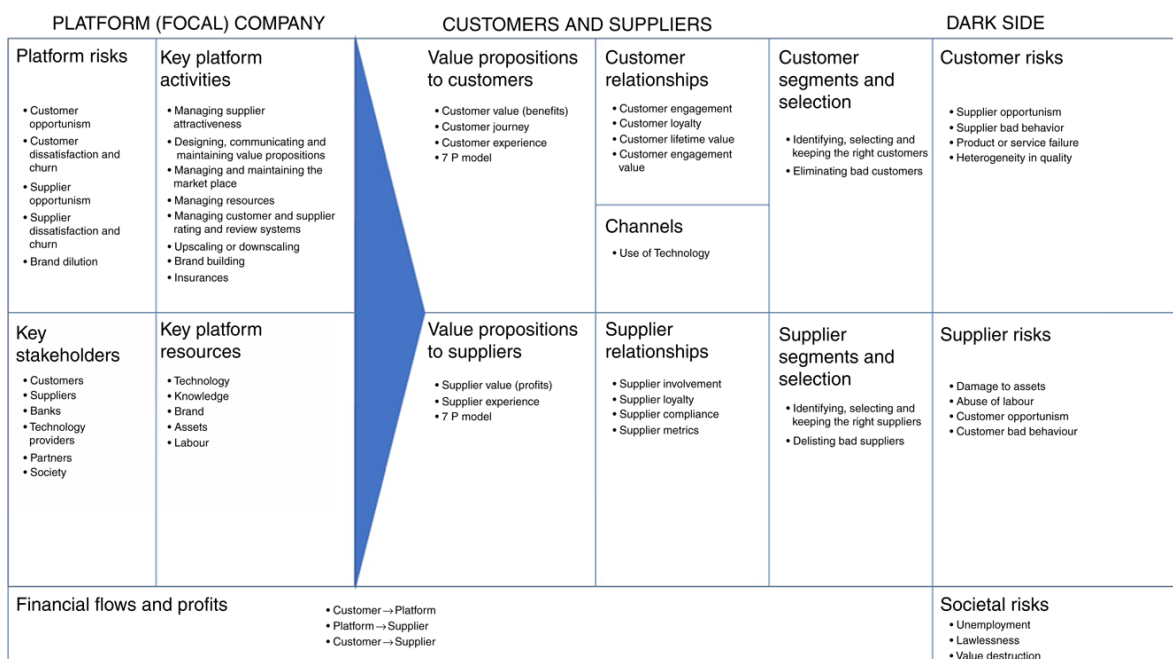 PLATFORM (FOCAL) COMPANY
CUSTOMERS AND SUPPLIERS
DARK SIDE
Platform risks
• Customer
opportunism
• Customer
dissatisfaction and
churn
• Supplier
opportunism
• Supplier
dissatisfaction and
churn
• Brand dilution
Key platform
activities
• Managing supplier
attractiveness
• Designing, communicating and
maintaining value propositions
• Managing and maintaining the
market place
• Managing resources
• Managing customer and supplier
rating and review systems
• Upscaling or downscaling
• Brand building
• Insurances
Value propositions
to customers
• Customer value (benefits)
• Customer journey
• Customer experience
• 7 P model
Customer
relationships
• Customer engagement
• Customer loyalty
• Customer lifetime value
• Customer engagement
value
Channels
• Use of Technology
Customer
segments and
selection
• Identifying, selecting and
keeping the right customers
• Eliminating bad customers
Customer risks
• Supplier opportunism
• Supplier bad behavior
• Product or service failure
• Heterogeneity in quality
Key
stakeholders
• Customers
• Suppliers
• Banks
• Technology
providers
• Partners
• Society
Key platform
resources
• Technology
• Knowledge
• Brand
• Assets
• Labour
Value propositions
to suppliers
• Supplier value (profits)
• Supplier experience
• 7 P model
Supplier
relationships
• Supplier involvement
• Supplier loyalty
• Supplier compliance
• Supplier metrics
Supplier
segments and
selection
• Identifying, selecting and
keeping the right suppliers
• Delisting bad suppliers
Supplier risks
• Damage to assets
• Abuse of labour
• Customer opportunism
• Customer bad behaviour
Financial flows and profits
• Customer→Platform
• Platform→Supplier
• Customer→Supplier
Societal risks
• Unemployment
• Lawlessness
• Value destruction